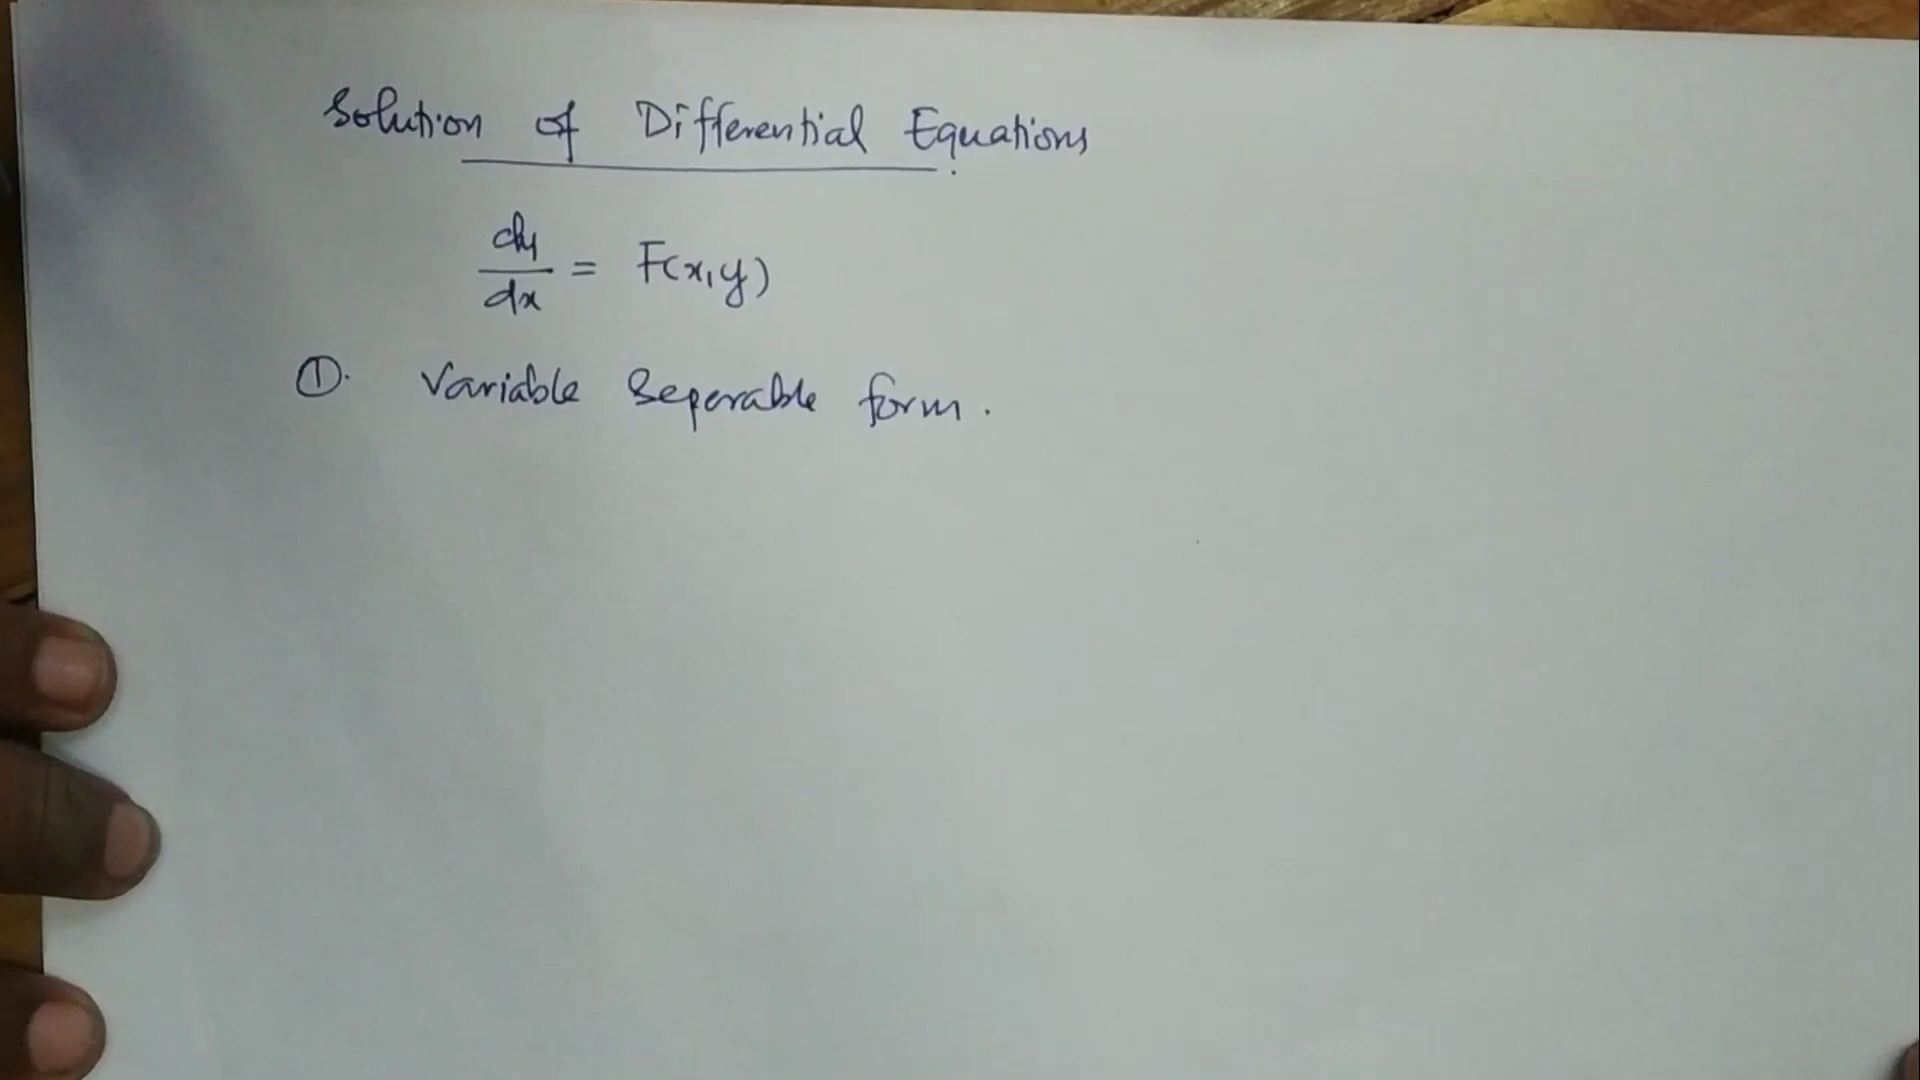 Solution of Differential Equations
dy/dx = F(x,y)
①. Variable Seperable form.